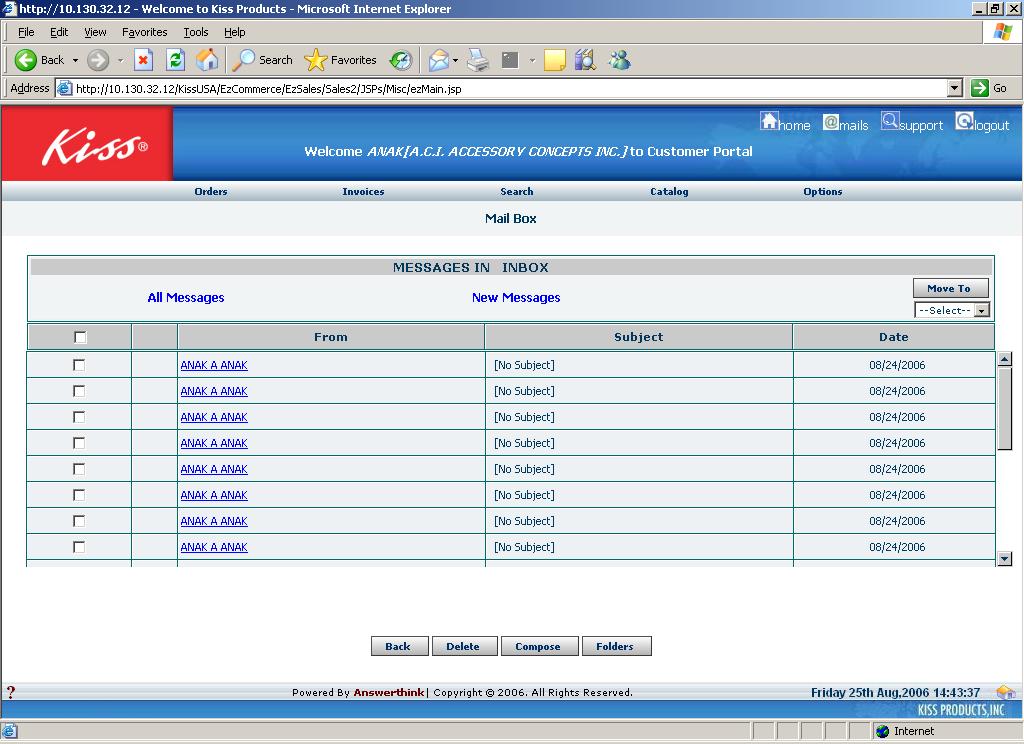 http://10.130.32.12 - Welcome to Kiss Products - Microsoft Internet Explorer
File Edit View Favorites Tools Help
Back Search Favorites
Address http://10.130.32.12/KissUSA/EzCommerce/EzSales/Sales2/JSPs/Misc/ezMain.jsp Go
Kiss®
home @mails support logout
Welcome ANAK[A.C.I. ACCESSORY CONCEPTS INC.] to Customer Portal
Orders Invoices Search Catalog Options
Mail Box
MESSAGES IN INBOX
All Messages New Messages Move To
--Select--
From Subject Date
ANAK A ANAK [No Subject] 08/24/2006
ANAK A ANAK [No Subject] 08/24/2006
ANAK A ANAK [No Subject] 08/24/2006
ANAK A ANAK [No Subject] 08/24/2006
ANAK A ANAK [No Subject] 08/24/2006
ANAK A ANAK [No Subject] 08/24/2006
ANAK A ANAK [No Subject] 08/24/2006
ANAK A ANAK [No Subject] 08/24/2006
Back Delete Compose Folders
? Powered By Answerthink| Copyright © 2006. All Rights Reserved. Friday 25th Aug,2006 14:43:37
KISS PRODUCTS,INC
Internet